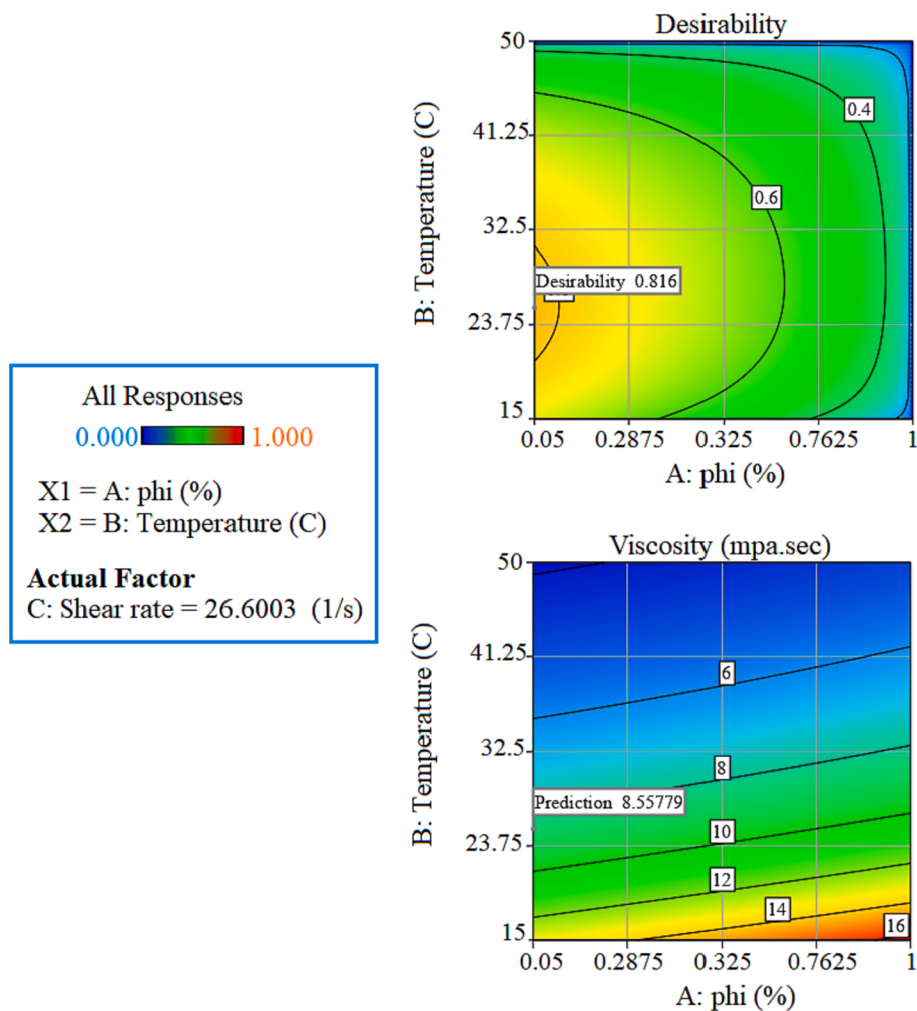 Desirability
50
41.25
32.5
23.75
15
B: Temperature (C)
0.4
0.6
Desirability 0.816
0.05 0.2875 0.325 0.7625 1
A: phi (%)
All Responses
0.000 1.000
X1 = A: phi (%)
X2 = B: Temperature (C)
Actual Factor
C: Shear rate = 26.6003 (1/s)
Viscosity (mpa.sec)
50
41.25
32.5
23.75
15
B: Temperature (C)
6
8
Prediction 8.55779
10
12
14
16
0.05 0.2875 0.325 0.7625 1
A: phi (%)